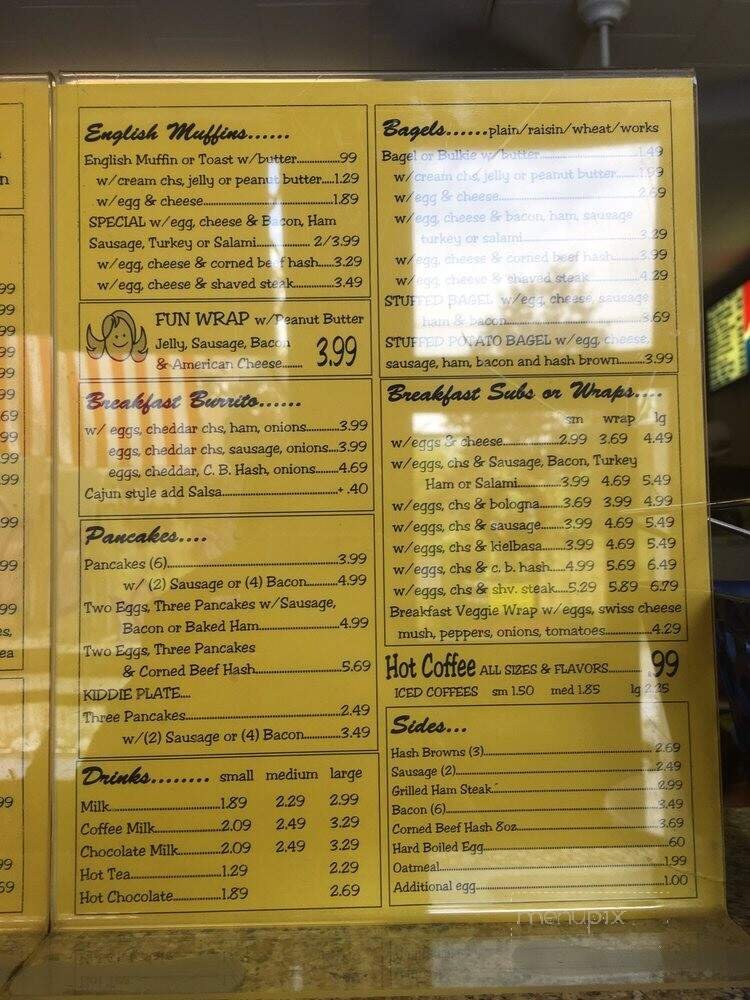 English Muffins......
English Muffin or Toast w/butter................99
w/cream chs, jelly or peanut butter....1.29
w/egg & cheese................................1.89
SPECIAL w/egg, cheese & Bacon, Ham
Sausage, Turkey or Salami............. 2/3.99
w/egg, cheese & corned beef hash....3.29
w/egg, cheese & shaved steak..........3.49
FUN WRAP w/Peanut Butter
Jelly, Sausage, Bacon
& American Cheese...... 3.99
Breakfast Burrito......
w/ eggs, cheddar chs, ham, onions........3.99
eggs, cheddar chs, sausage, onions...3.99
eggs, cheddar, C. B. Hash, onions......4.69
Cajun style add Salsa............................+ .40
Pancakes....
Pancakes (6)..........................................3.99
w/ (2) Sausage or (4) Bacon.......4.99
Two Eggs, Three Pancakes w/Sausage,
Bacon or Baked Ham...................4.99
Two Eggs, Three Pancakes
& Corned Beef Hash.....................5.69
KIDDIE PLATE....
Three Pancakes......................................2.49
w/(2) Sausage or (4) Bacon........3.49
Drinks........ small medium large
Milk...........................1.89 2.29 2.99
Coffee Milk...............2.09 2.49 3.29
Chocolate Milk..........2.09 2.49 3.29
Hot Tea.....................1.29 2.29
Hot Chocolate...........1.89 2.69
Bagels......plain/raisin/wheat/works
Bagel or Bulkie w/butter.......................1.49
w/cream chs, jelly or peanut butter.....1.99
w/egg & cheese................................2.69
w/egg, cheese & bacon, ham, sausage
turkey or salami............................3.29
w/egg, cheese & corned beef hash......3.99
w/egg, cheese & shaved steak............4.29
STUFFED BAGEL w/egg, cheese, sausage
ham & bacon................................3.69
STUFFED POTATO BAGEL w/egg, cheese,
sausage, ham, bacon and hash brown......3.99
Breakfast Subs or Wraps....
sm wrap lg
w/eggs & cheese..............2.99 3.69 4.49
w/eggs, chs & Sausage, Bacon, Turkey
Ham or Salami..........3.99 4.69 5.49
w/eggs, chs & bologna......3.69 3.99 4.99
w/eggs, chs & sausage......3.99 4.69 5.49
w/eggs, chs & kielbasa.....3.99 4.69 5.49
w/eggs, chs & c. b. hash...4.99 5.69 6.49
w/eggs, chs & shv. steak...5.29 5.89 6.79
Breakfast Veggie Wrap w/eggs, swiss cheese
mush, peppers, onions, tomatoes...........4.29
Hot Coffee ALL SIZES & FLAVORS........ .99
ICED COFFEES sm 1.50 med 1.85 lg 2.25
Sides...
Hash Browns (3)..........................................2.69
Sausage (2).................................................2.49
Grilled Ham Steak.......................................2.99
Bacon (6)....................................................3.49
Corned Beef Hash 8oz..................................3.69
Hard Boiled Egg............................................60
Oatmeal......................................................1.99
Additional egg.............................................1.00
menupix